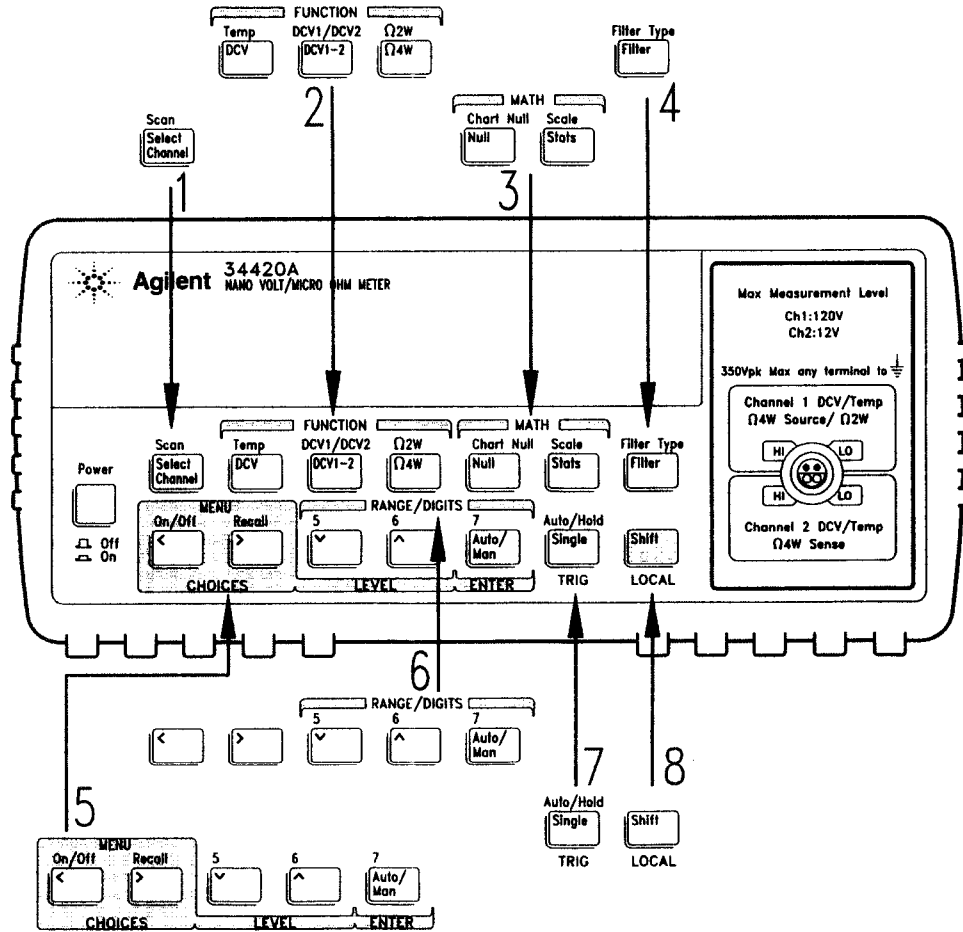 FUNCTION
Temp DCV1/DCV2 Ω2W
DCV DCV1-2 Ω4W
2
Filter Type
Filter
4
MATH
Chart Null Scale
Null Stats
3
Scan
Select
Channel
1
Agilent 34420A
NANO VOLT/MICRO OHM METER
Max Measurement Level
Ch1:120V
Ch2:12V
350Vpk Max any terminal to
Channel 1 DCV/Temp
Ω4W Source/ Ω2W
HI LO
HI LO
Channel 2 DCV/Temp
Ω4W Sense
Power
Off
On
FUNCTION MATH
Scan Temp DCV1/DCV2 Ω2W Chart Null Scale Filter Type
Select
Channel
DCV DCV1-2 Ω4W Null Stats Filter
MENU RANGE/DIGITS
On/Off Recall 5 6 7 Auto/Hold
< > ˅ ^ Auto/
Man
Single Shift
CHOICES LEVEL ENTER TRIG LOCAL
6
RANGE/DIGITS
5 6 7
< > ˅ ^ Auto/
Man
7
Auto/Hold
Single
TRIG
8
Shift
LOCAL
5
MENU
On/Off Recall 5 6 7
< > ˅ ^ Auto/
Man
CHOICES LEVEL ENTER